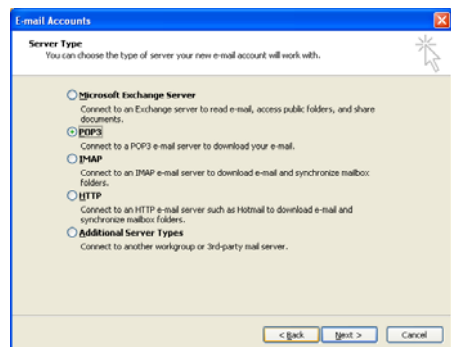 E-mail Accounts
Server Type
You can choose the type of server your new e-mail account will work with.
Microsoft Exchange Server
Connect to an Exchange server to read e-mail, access public folders, and share
documents.
POP3
Connect to a POP3 e-mail server to download your e-mail.
IMAP
Connect to an IMAP e-mail server to download e-mail and synchronize mailbox
folders.
HTTP
Connect to an HTTP e-mail server such as Hotmail to download e-mail and
synchronize mailbox folders.
Additional Server Types
Connect to another workgroup or 3rd-party mail server.
< Back Next > Cancel